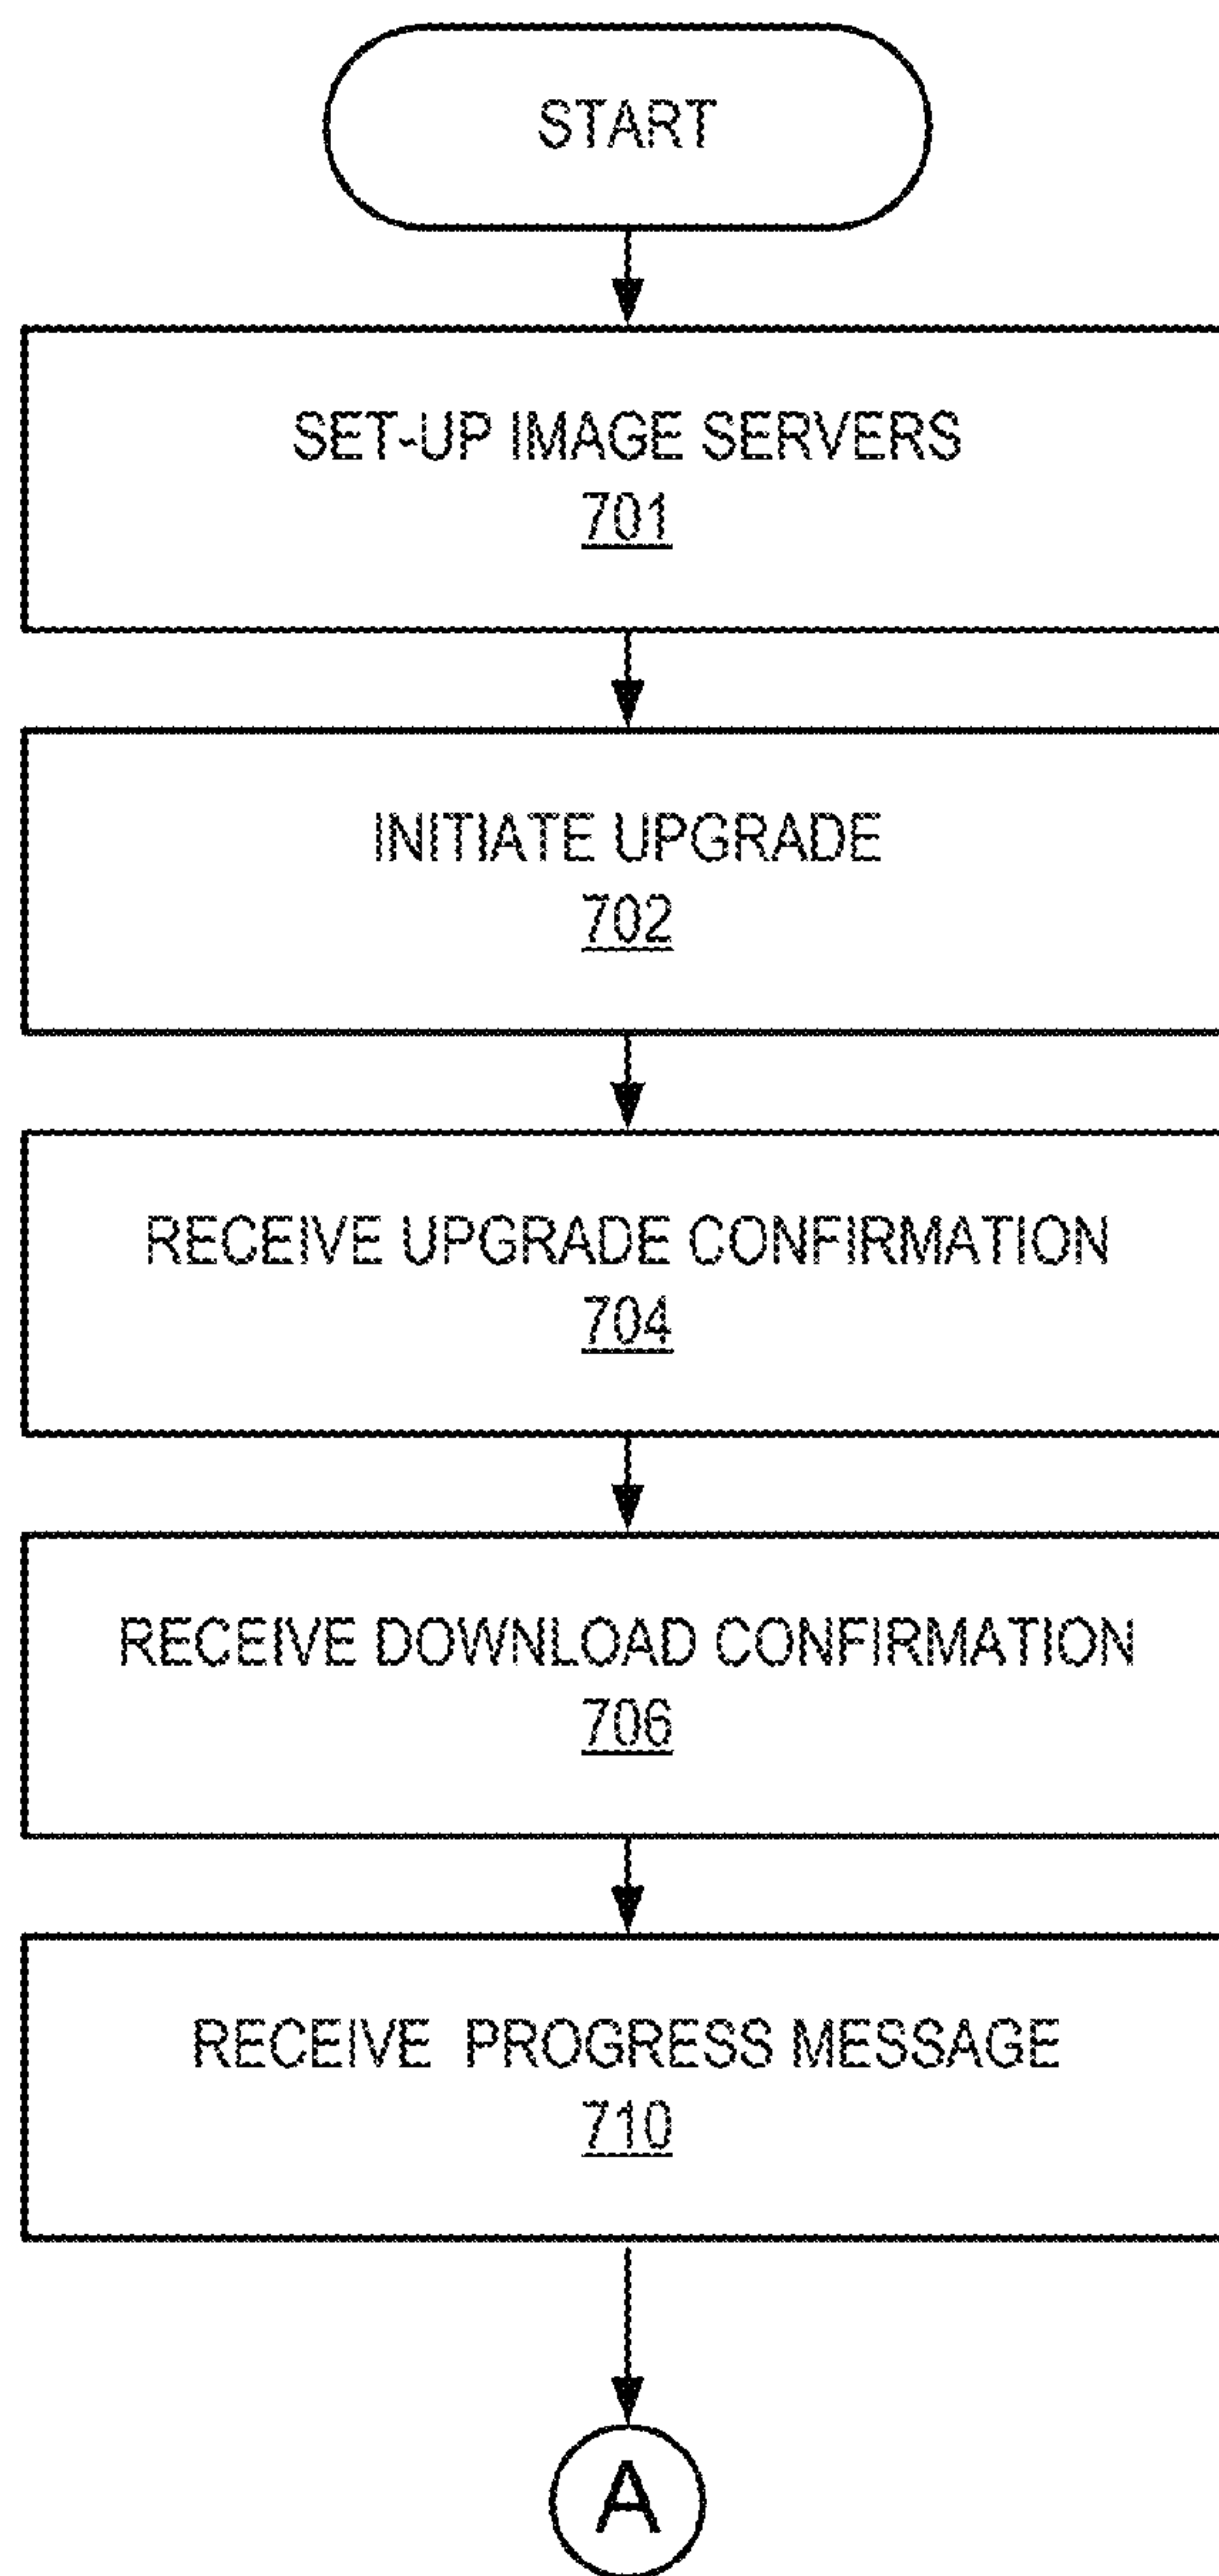 START
SET-UP IMAGE SERVERS
701
INITIATE UPGRADE
702
RECEIVE UPGRADE CONFIRMATION
704
RECEIVE DOWNLOAD CONFIRMATION
706
RECEIVE PROGRESS MESSAGE
710
A